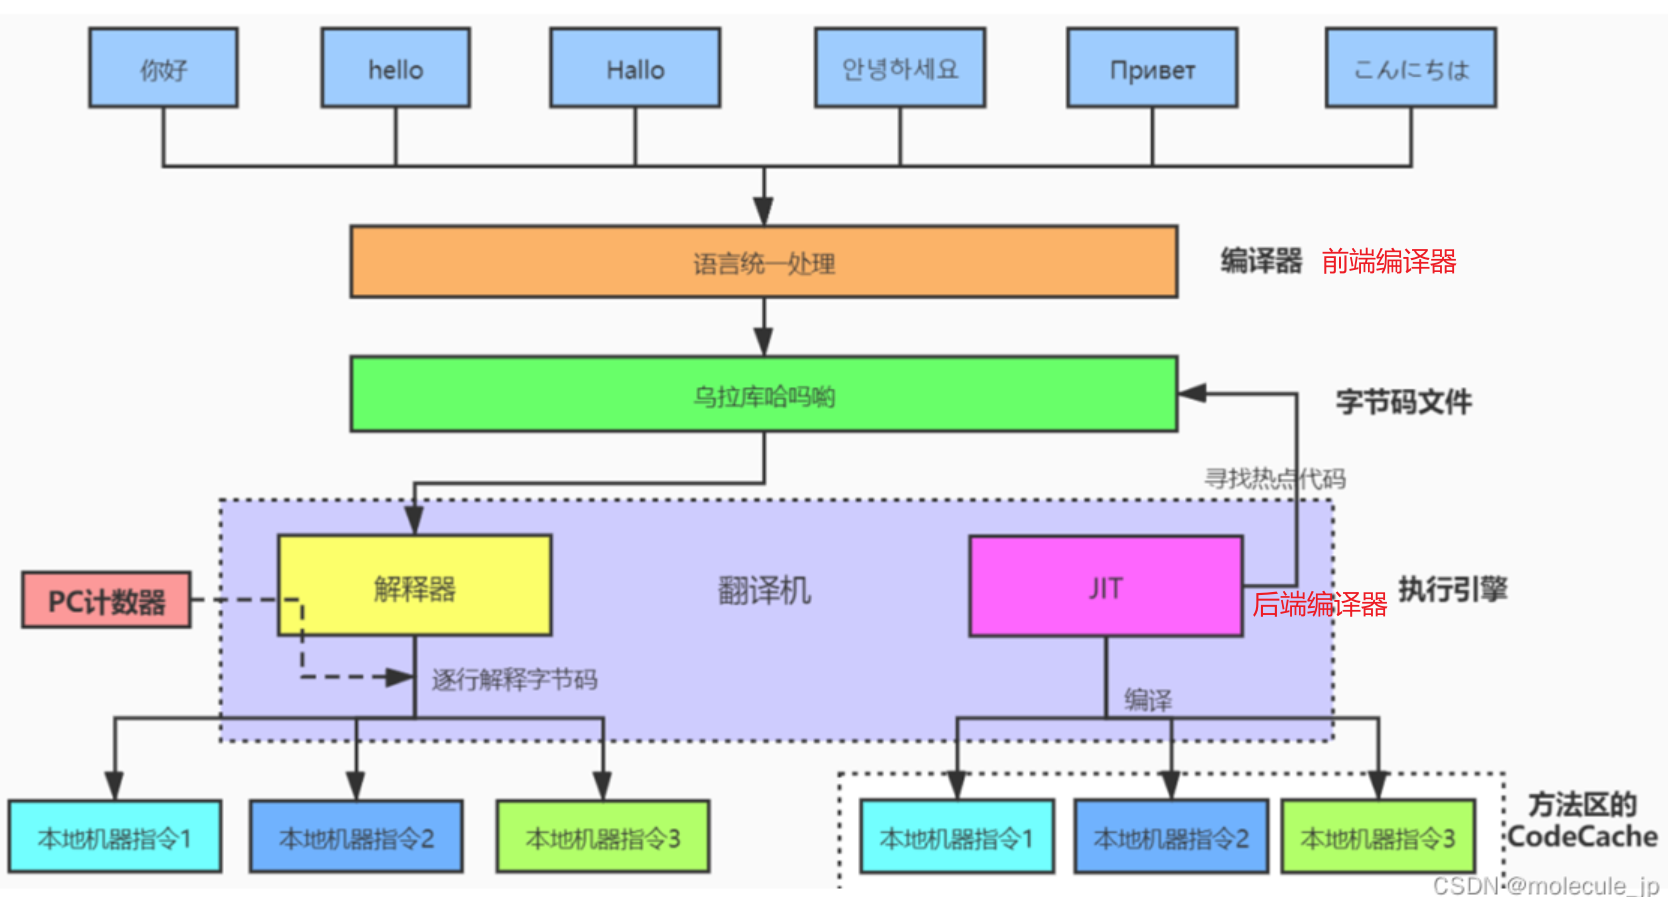 你好
hello
Hallo
안녕하세요
Привет
こんにちは
语言统一处理
编译器 前端编译器
乌拉库哈吗哟
字节码文件
寻找热点代码
PC计数器
解释器
翻译机
JIT
后端编译器
执行引擎
逐行解释字节码
编译
本地机器指令1
本地机器指令2
本地机器指令3
本地机器指令1
本地机器指令2
本地机器指令3
方法区的
CodeCache
CSDN @molecule_jp